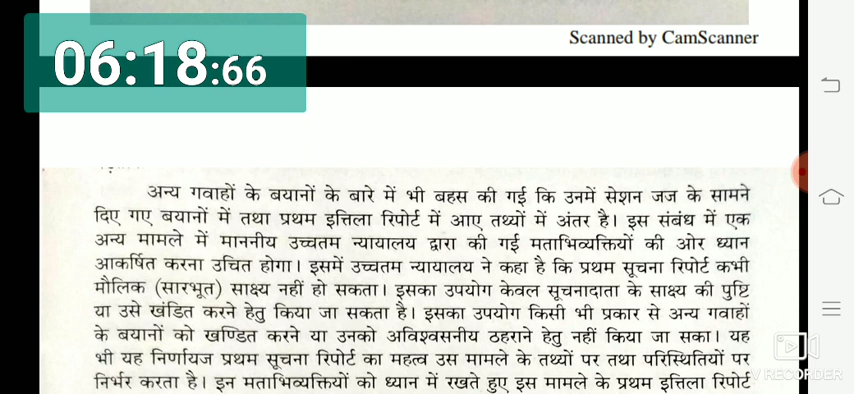 Scanned by CamScanner
06:18:66
अन्य गवाहों के बयानों के बारे में भी बहस की गई कि उनमें सेशन जज के सामने
दिए गए बयानों में तथा प्रथम इत्तिला रिपोर्ट में आए तथ्यों में अंतर है। इस संबंध में एक
अन्य मामले में माननीय उच्चतम न्यायालय द्वारा की गई मताभिव्यक्तियों की ओर ध्यान
आकर्षित करना उचित होगा। इसमें उच्चतम न्यायालय ने कहा है कि प्रथम सूचना रिपोर्ट कभी
मौलिक (सारभूत) साक्ष्य नहीं हो सकता। इसका उपयोग केवल सूचनादाता के साक्ष्य की पुष्टि
या उसे खंडित करने हेतु किया जा सकता है। इसका उपयोग किसी भी प्रकार से अन्य गवाहों
के बयानों को खण्डित करने या उनको अविश्वसनीय ठहराने हेतु नहीं किया जा सका। यह
भी यह निर्णायज प्रथम सूचना रिपोर्ट का महत्व उस मामले के तथ्यों पर तथा परिस्थितियों पर
निर्भर करता है। इन मताभिव्यक्तियों को ध्यान में रखते हुए इस मामले के प्रथम इत्तिला रिपोर्ट
V RECORDER